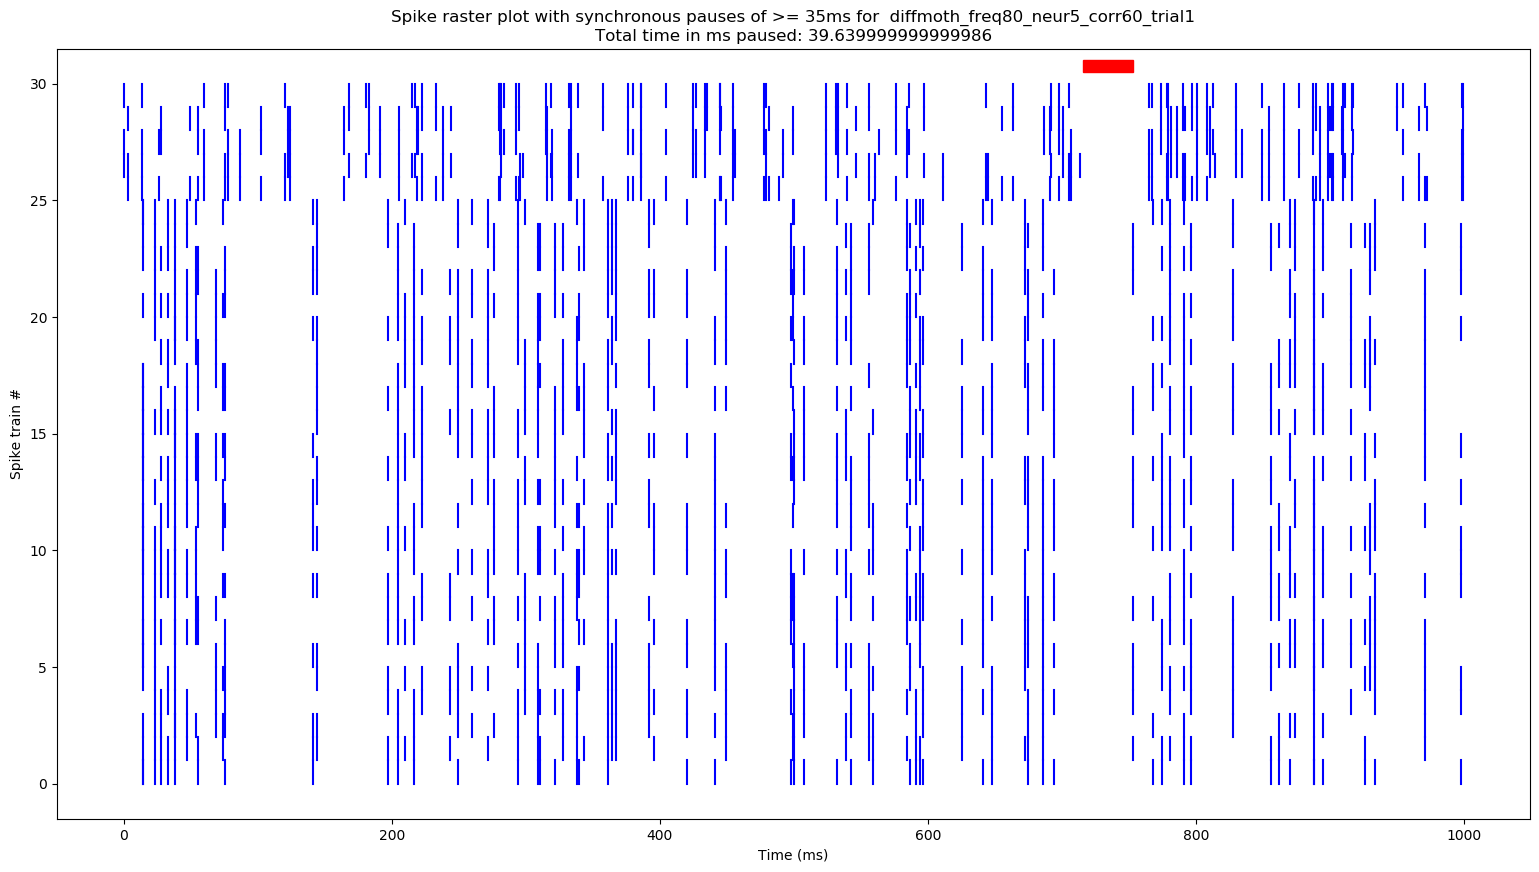 Spike raster plot with synchronous pauses of >= 35ms for  diffmoth_freq80_neur5_corr60_trial1
Total time in ms paused: 39.639999999999986
30
25
20
15
10
5
0
Spike train #
0 200 400 600 800 1000
Time (ms)